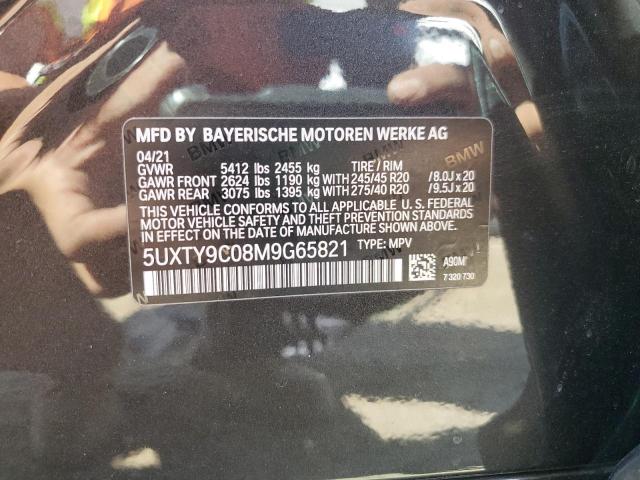 MFD BY BAYERISCHE MOTOREN WERKE AG
04/21
GVWR 5412 lbs 2455 kg TIRE / RIM
GAWR FRONT 2624 lbs 1190 kg WITH 245/45 R20 /8.0J x 20
GAWR REAR 3075 lbs 1395 kg WITH 275/40 R20 /9.5J x 20
THIS VEHICLE CONFORMS TO ALL APPLICABLE U. S. FEDERAL
MOTOR VEHICLE SAFETY AND THEFT PREVENTION STANDARDS
IN EFFECT ON THE DATE OF MANUFACTURE SHOWN ABOVE.
5UXTY9C08M9G65821 TYPE: MPV
A90M
7 320 730
BMW
BMW